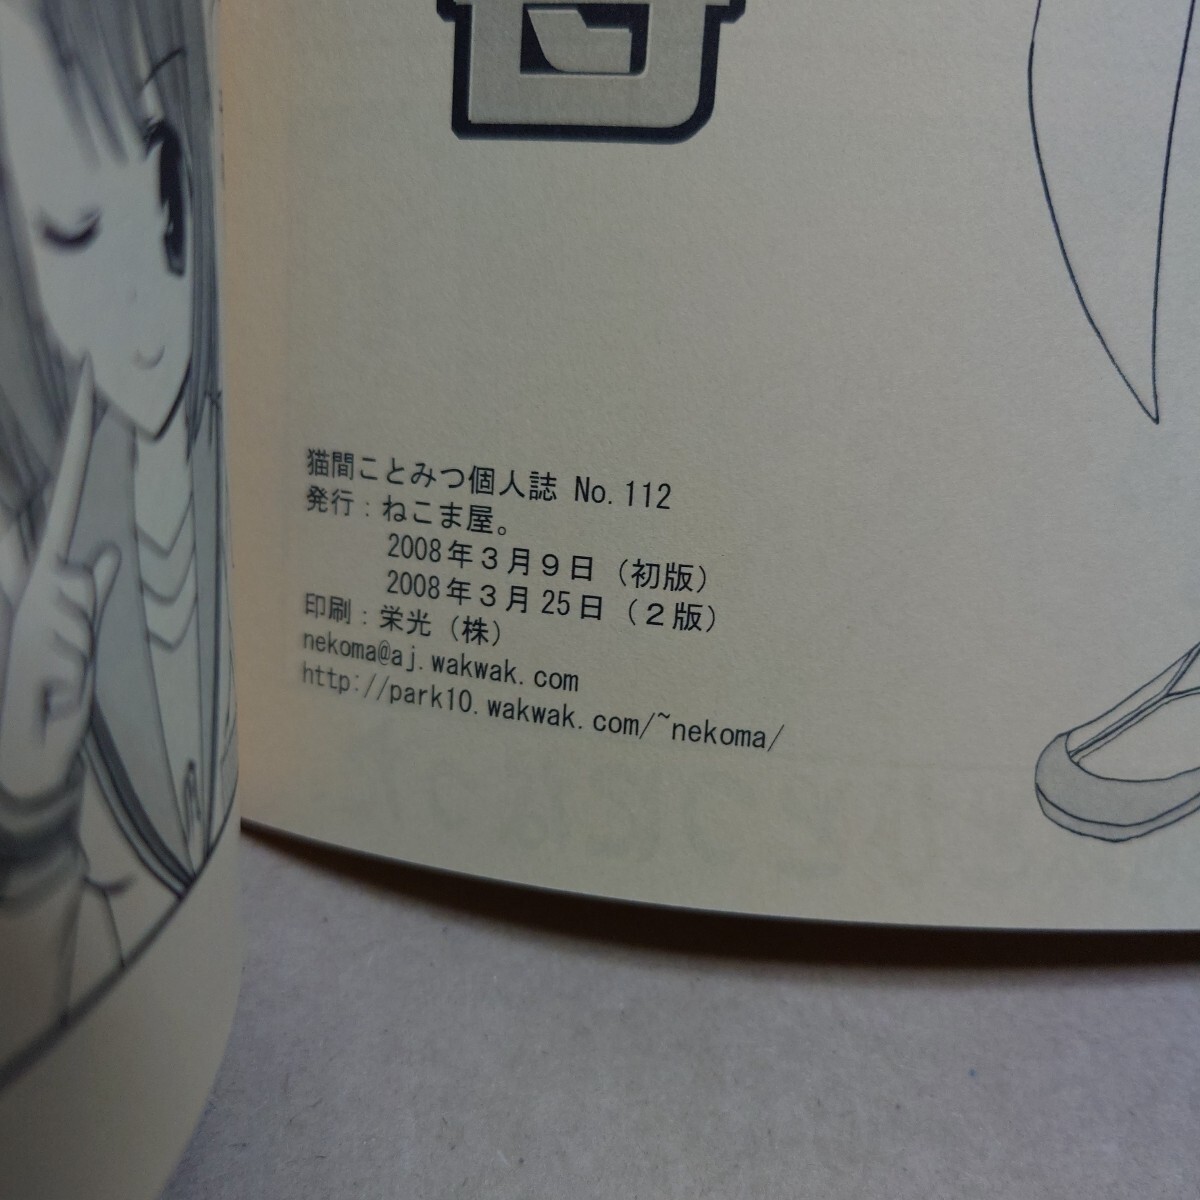 猫間ことみつ個人誌 No.112
発行：ねこま屋。
2008年３月９日（初版）
2008年３月25日（２版）
印刷：栄光（株）
nekoma@aj.wakwak.com
http://park10.wakwak.com/~nekoma/